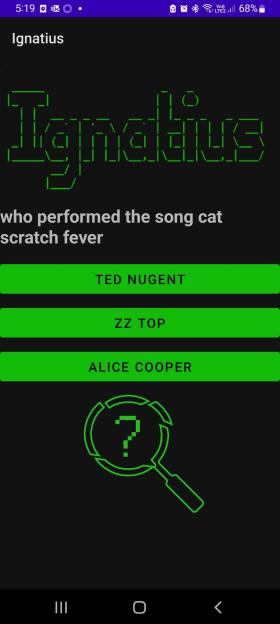 5:19
68%
Ignatius
Ignatius
who performed the song cat
scratch fever
TED NUGENT
ZZ TOP
ALICE COOPER
?